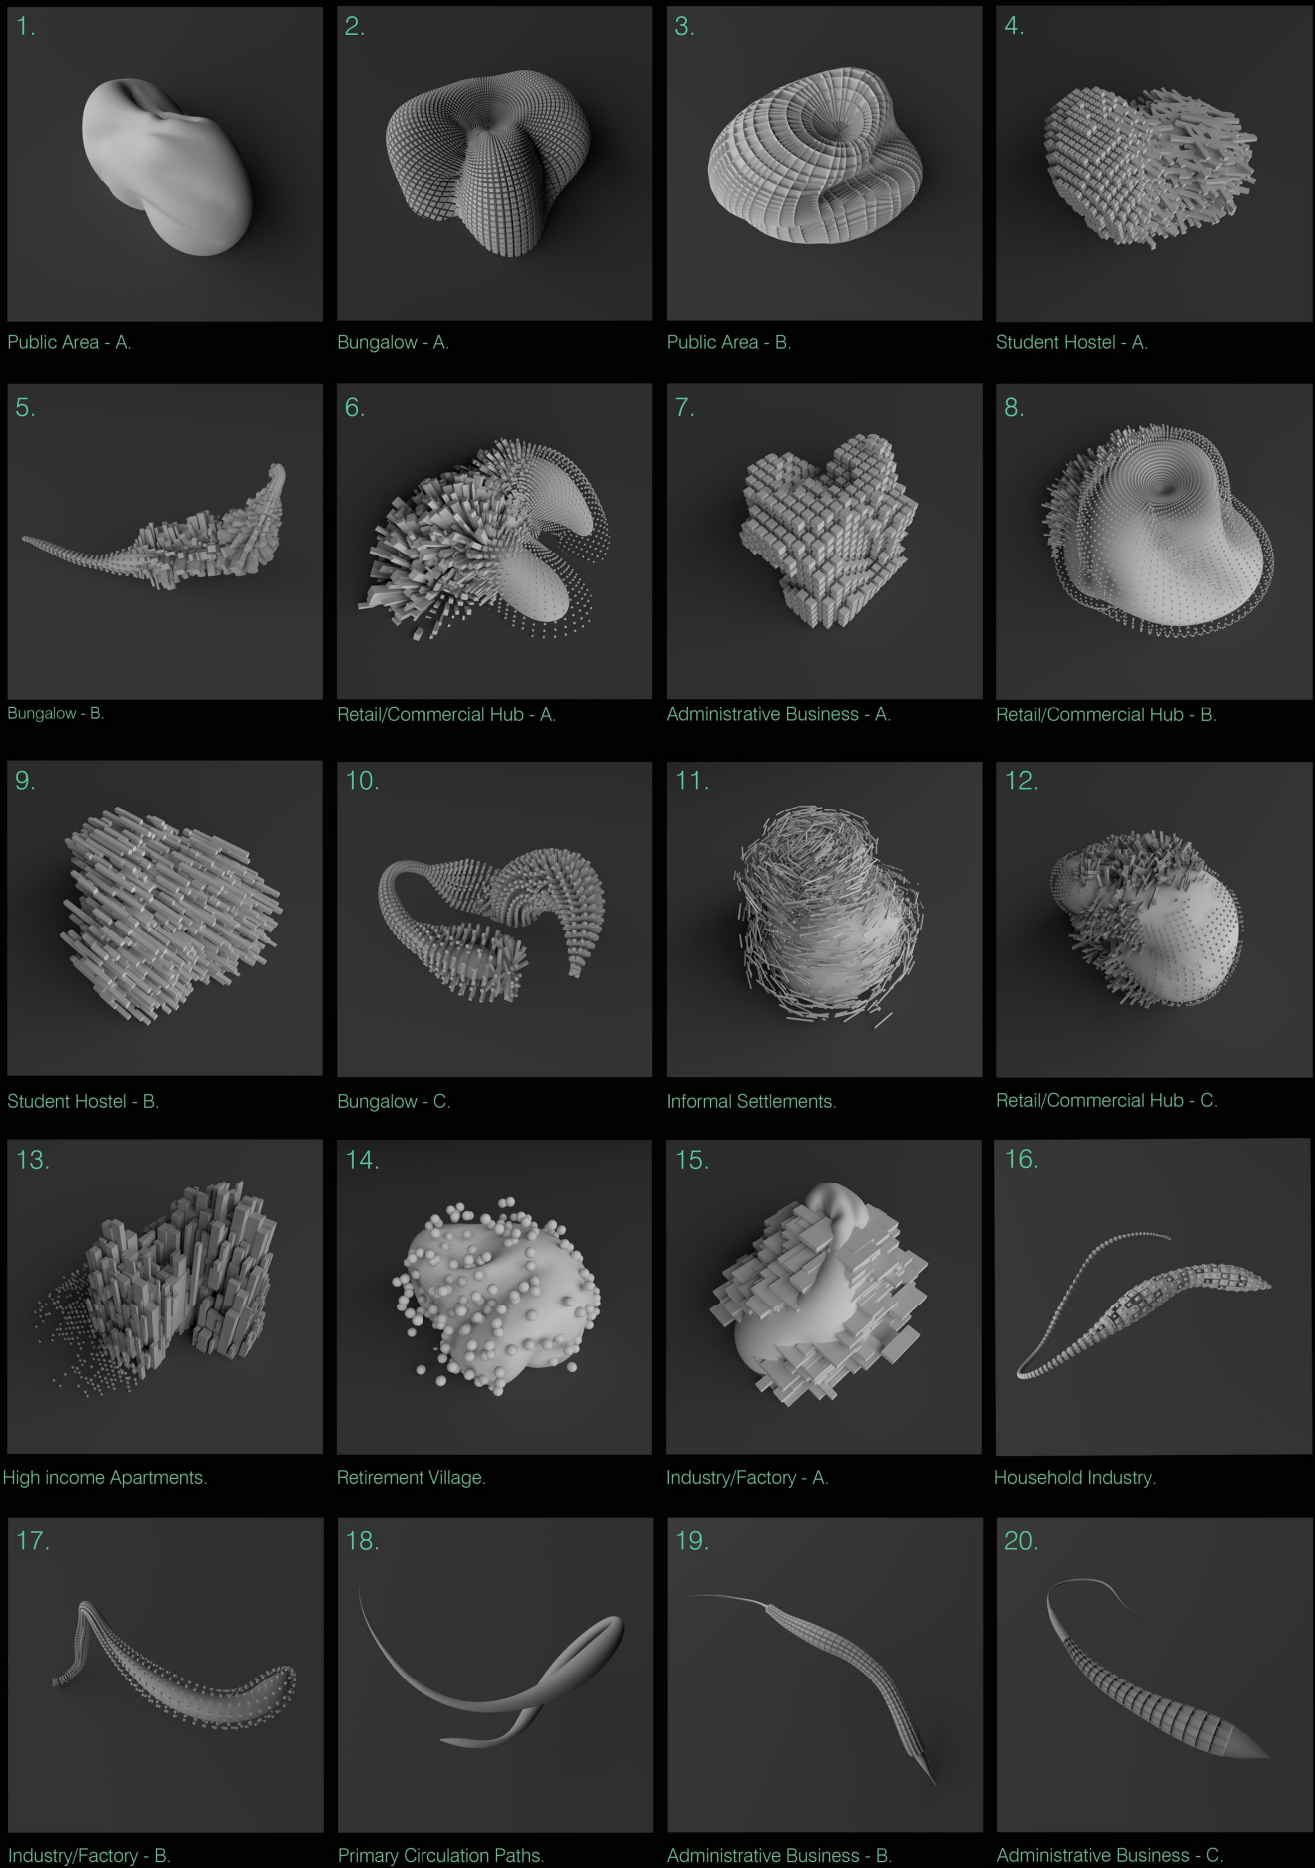 1.
2.
3.
4.
Public Area - A.
Bungalow - A.
Public Area - B.
Student Hostel - A.
5.
6.
7.
8.
Bungalow - B.
Retail/Commercial Hub - A.
Administrative Business - A.
Retail/Commercial Hub - B.
9.
10.
11.
12.
Student Hostel - B.
Bungalow - C.
Informal Settlements.
Retail/Commercial Hub - C.
13.
14.
15.
16.
High income Apartments.
Retirement Village.
Industry/Factory - A.
Household Industry.
17.
18.
19.
20.
Industry/Factory - B.
Primary Circulation Paths.
Administrative Business - B.
Administrative Business - C.